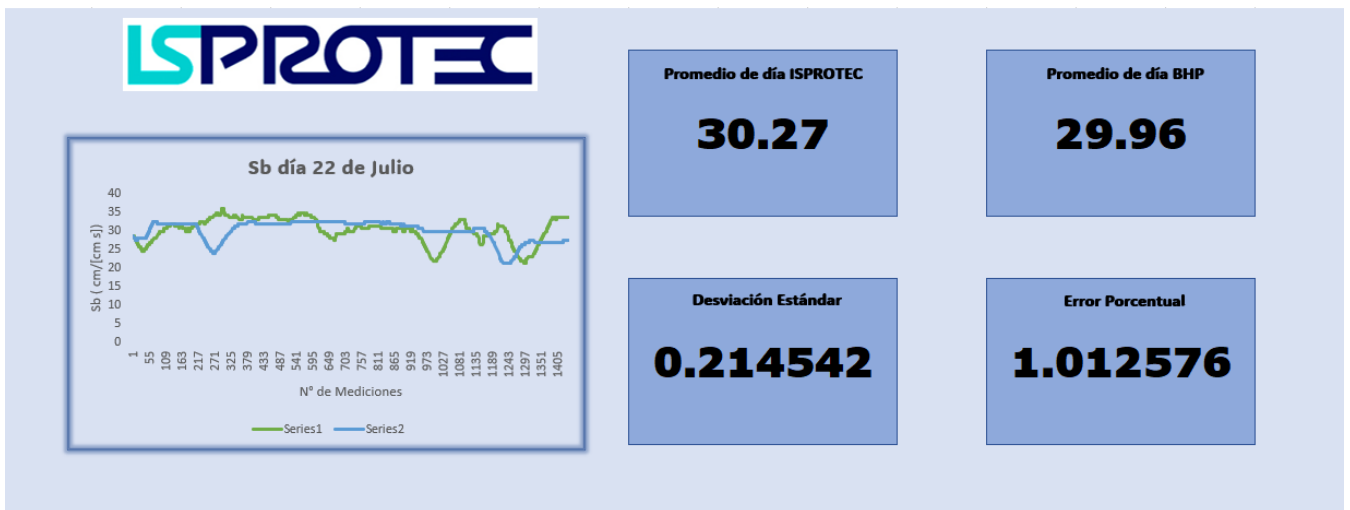 ISPROTEC
Promedio de día ISPROTEC
30.27
Promedio de día BHP
29.96
Sb día 22 de Julio
Sb ( cm/[cm s])
40
35
30
25
20
15
10
5
0
1 55 109 163 217 271 325 379 433 487 541 595 649 703 757 811 865 919 973 1027 1081 1135 1189 1243 1297 1351 1405
N° de Mediciones
Series1 Series2
Desviación Estándar
0.214542
Error Porcentual
1.012576